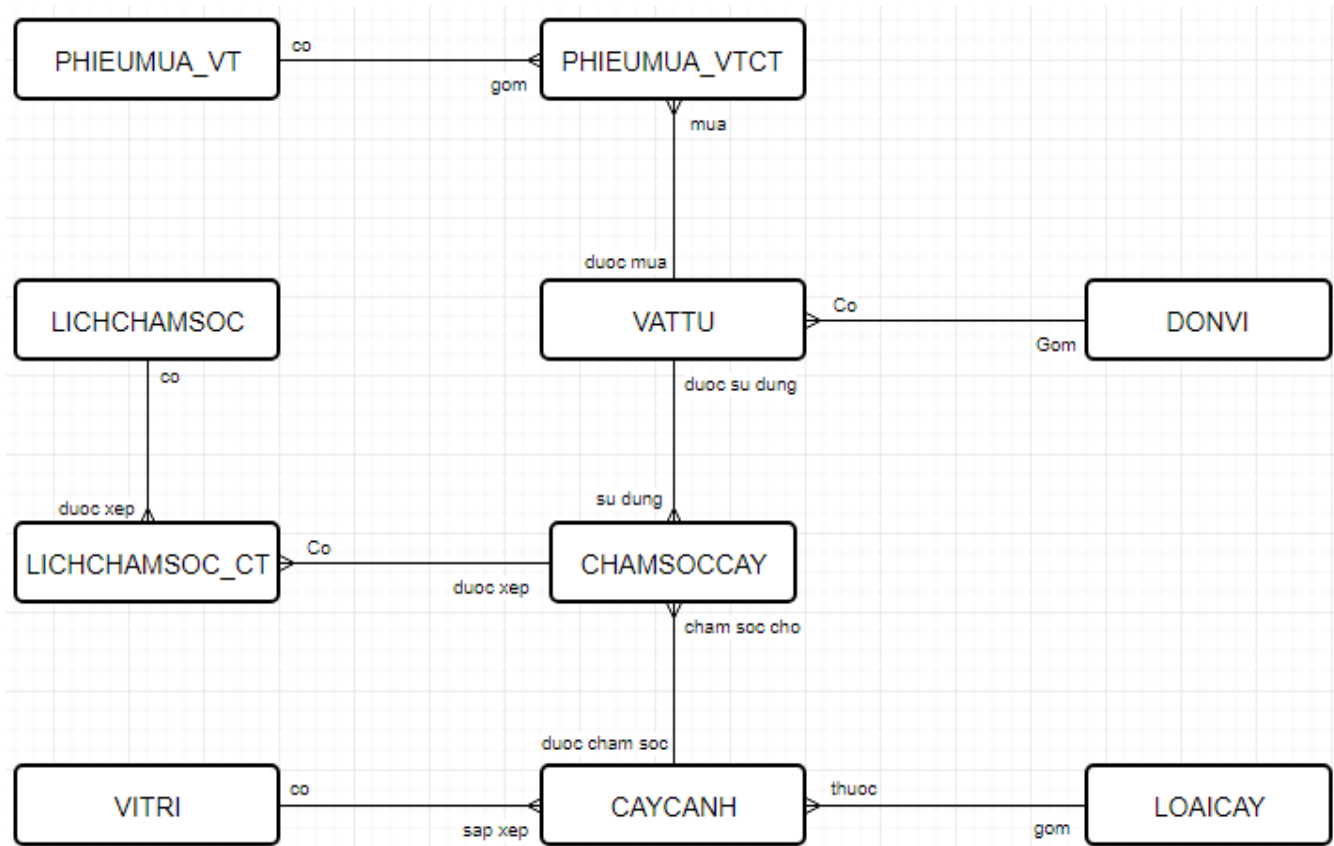 PHIEUMUA_VT
co
gom
PHIEUMUA_VTCT
mua
duoc mua
LICHCHAMSOC
co
VATTU
Co
Gom
DONVI
duoc su dung
duoc xep
su dung
LICHCHAMSOC_CT
Co
duoc xep
CHAMSOCCAY
cham soc cho
duoc cham soc
VITRI
co
sap xep
CAYCANH
thuoc
gom
LOAICAY